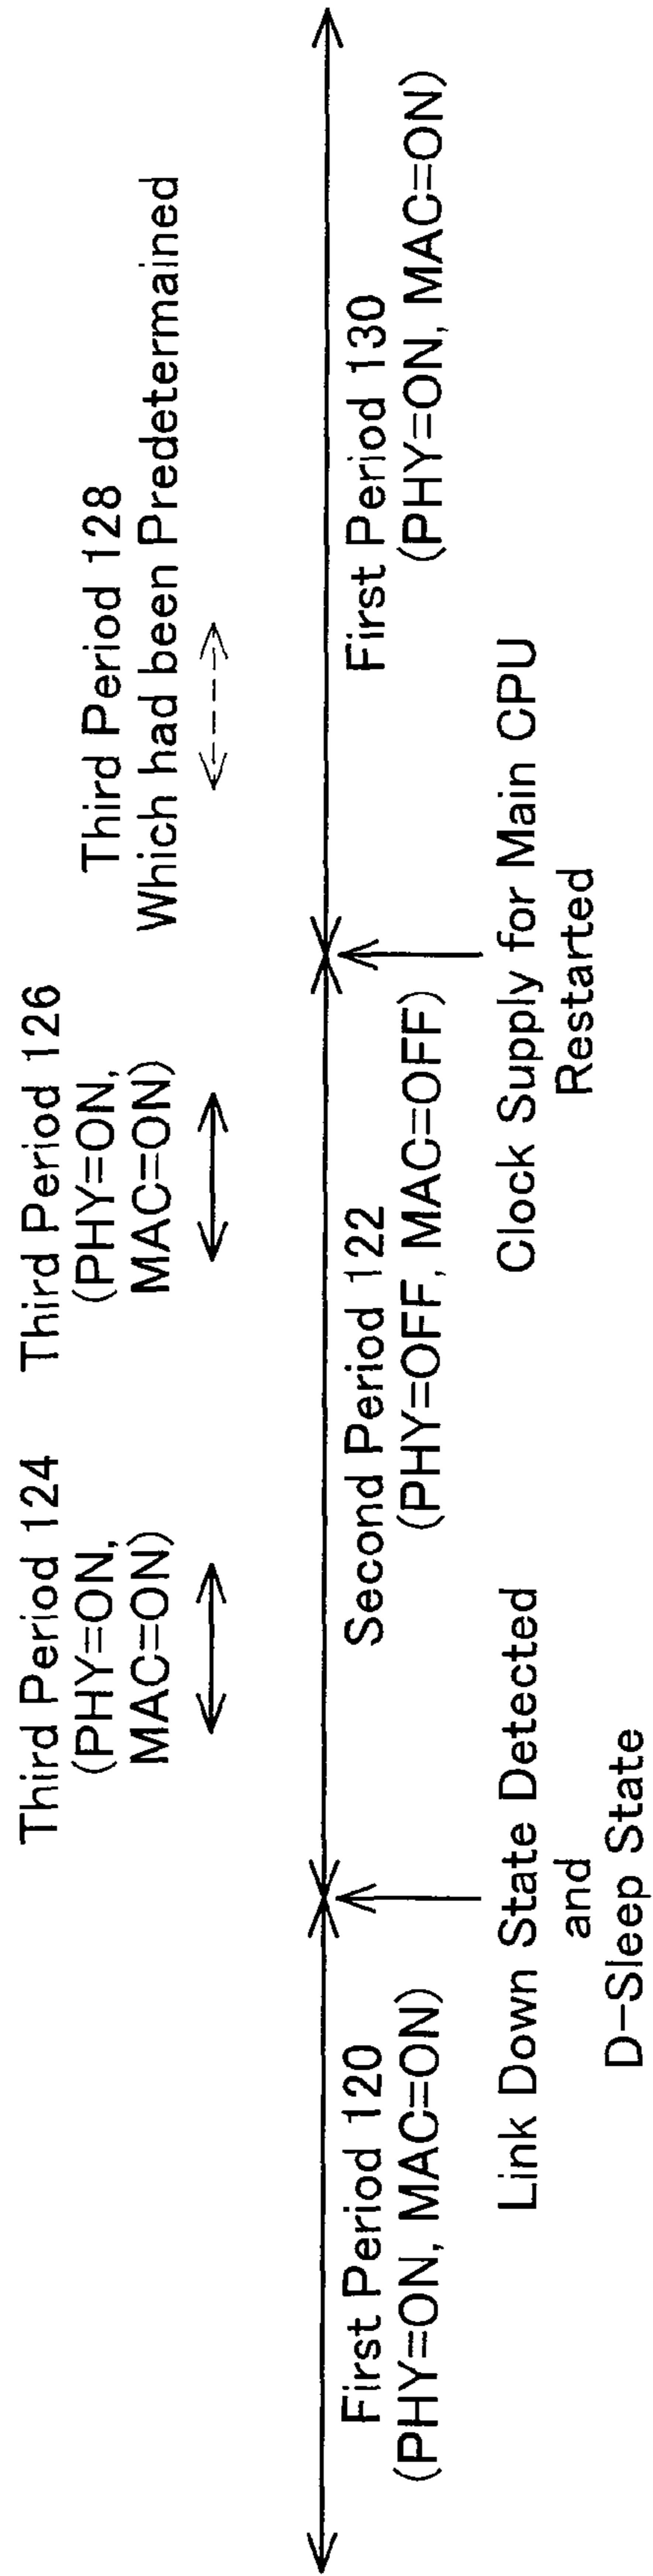 Third Period 124
(PHY=ON,
MAC=ON)
Third Period 126
(PHY=ON,
MAC=ON)
Third Period 128
Which had been Predetermained
First Period 120
(PHY=ON, MAC=ON)
Second Period 122
(PHY=OFF, MAC=OFF)
First Period 130
(PHY=ON, MAC=ON)
Link Down State Detected
and
D-Sleep State
Clock Supply for Main CPU
Restarted